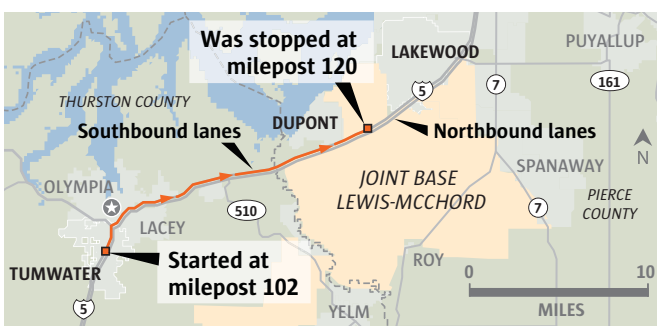 Was stopped at
milepost 120
LAKEWOOD
PUYALLUP
161
7
5
THURSTON COUNTY
Southbound lanes
DUPONT
Northbound lanes
N
SPANAWAY
JOINT BASE
LEWIS-MCCHORD
PIERCE
COUNTY
OLYMPIA
LACEY
510
7
TUMWATER
Started at
milepost 102
ROY
0
10
MILES
5
YELM